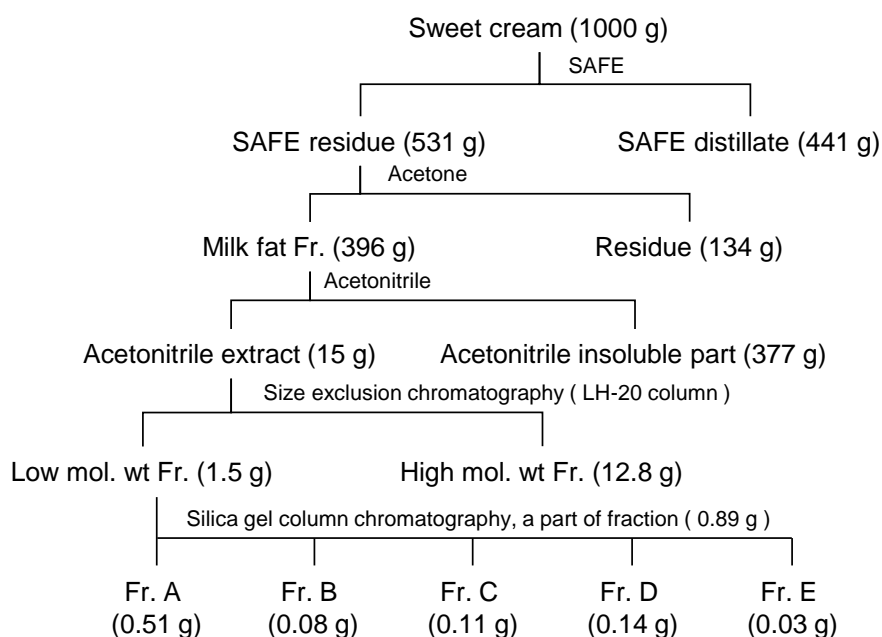 Sweet cream (1000 g)
SAFE
SAFE residue (531 g) SAFE distillate (441 g)
Acetone
Milk fat Fr. (396 g) Residue (134 g)
Acetonitrile
Acetonitrile extract (15 g) Acetonitrile insoluble part (377 g)
Size exclusion chromatography ( LH-20 column )
Low mol. wt Fr. (1.5 g) High mol. wt Fr. (12.8 g)
Silica gel column chromatography, a part of fraction ( 0.89 g )
Fr. A Fr. B Fr. C Fr. D Fr. E
(0.51 g) (0.08 g) (0.11 g) (0.14 g) (0.03 g)